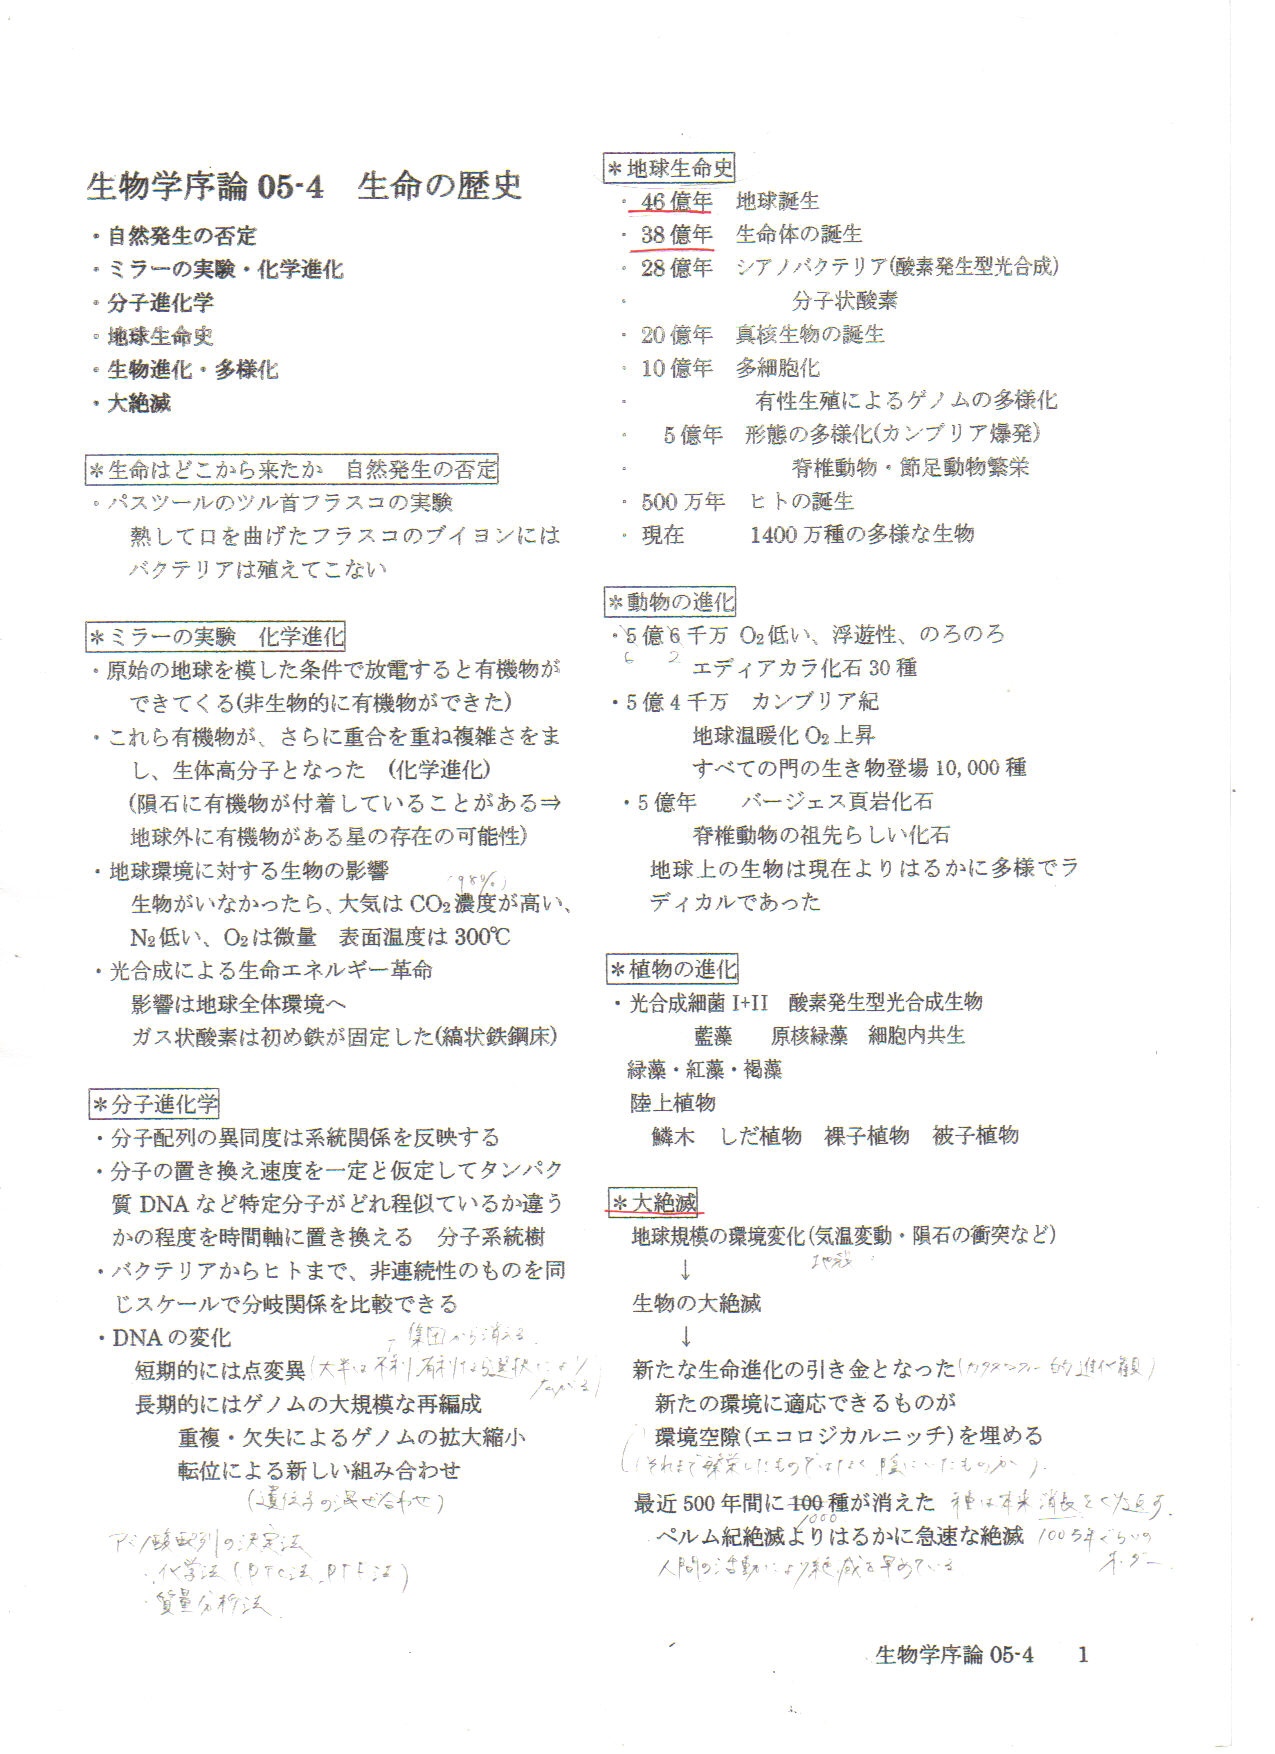 生物学序論 05-4　生命の歴史
・自然発生の否定
・ミラーの実験・化学進化
・分子進化学
・地球生命史
・生物進化・多様化
・大絶滅
＊生命はどこから来たか　自然発生の否定
・パスツールのツル首フラスコの実験
熱して口を曲げたフラスコのブイヨンには
バクテリアは殖えてこない
＊ミラーの実験　化学進化
・原始の地球を模した条件で放電すると有機物が
できてくる(非生物的に有機物ができた)
・これら有機物が、さらに重合を重ね複雑さをま
し、生体高分子となった　(化学進化)
(隕石に有機物が付着していることがある⇒
地球外に有機物がある星の存在の可能性)
・地球環境に対する生物の影響
(98%)
生物がいなかったら、大気は CO₂濃度が高い、
N₂低い、O₂は微量　表面温度は 300℃
・光合成による生命エネルギー革命
影響は地球全体環境へ
ガス状酸素は初め鉄が固定した(縞状鉄鋼床)
＊分子進化学
・分子配列の異同度は系統関係を反映する
・分子の置き換え速度を一定と仮定してタンパク
質 DNA など特定分子がどれ程似ているか違う
かの程度を時間軸に置き換える　分子系統樹
・バクテリアからヒトまで、非連続性のものを同
じスケールで分岐関係を比較できる
・DNA の変化
集団から消える
短期的には点変異 (大半は不利 有利なら選択により
長期的にはゲノムの大規模な再編成
重複・欠失によるゲノムの拡大縮小
転位による新しい組み合わせ
(遺伝子の混ぜ合わせ)
アミノ酸配列の決定法
・化学法 (PTC法、PTH法)
・質量分析法
＊地球生命史
・46 億年　地球誕生
・38 億年　生命体の誕生
・28 億年　シアノバクテリア(酸素発生型光合成)
・　分子状酸素
・20 億年　真核生物の誕生
・10 億年　多細胞化
・　有性生殖によるゲノムの多様化
・　5 億年　形態の多様化(カンブリア爆発)
・　脊椎動物・節足動物繁栄
・500 万年　ヒトの誕生
・現在　1400 万種の多様な生物
＊動物の進化
・5 億 6 千万 O₂低い、浮遊性、のろのろ
6 2
エディアカラ化石 30 種
・5 億 4 千万　カンブリア紀
地球温暖化 O₂上昇
すべての門の生き物登場 10,000 種
・5 億年　バージェス頁岩化石
脊椎動物の祖先らしい化石
地球上の生物は現在よりはるかに多様でラ
ディカルであった
＊植物の進化
・光合成細菌 I+II　酸素発生型光合成生物
藍藻　原核緑藻　細胞内共生
緑藻・紅藻・褐藻
陸上植物
鱗木　しだ植物　裸子植物　被子植物
＊大絶滅
地球規模の環境変化(気温変動・隕石の衝突など)
↓
生物の大絶滅
↓
新たな生命進化の引き金となった (カタストロフィー的進化観)
新たの環境に適応できるものが
環境空隙(エコロジカルニッチ)を埋める
(それまで繁栄したものではなく 陰にいたものが)
最近 500 年間に 100 種が消えた 種は本来 消長をくり返す。
1000
ペルム紀絶滅よりはるかに急速な絶滅 100万年ぐらいの
オーダー
人間の活動により絶滅を早めている
生物学序論 05-4　1